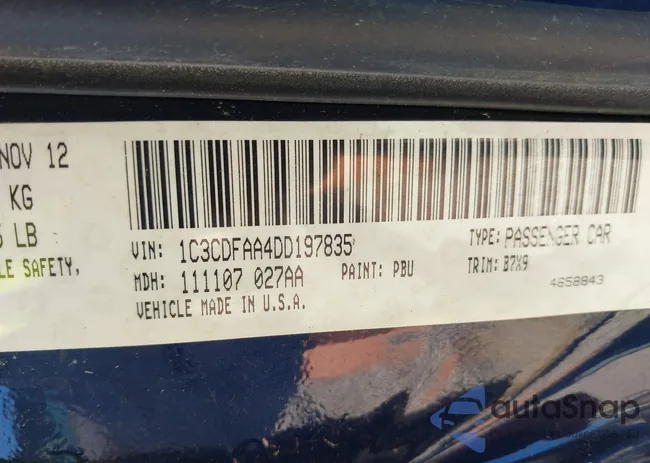 NOV 12
KG
LB
LE SAFETY,
VIN: 1C3CDFAA4DD197835
TYPE: PASSENGER CAR
MDH: 111107 027AA
PAINT: PBU
TRIM: B7X9
VEHICLE MADE IN U.S.A.
4658843
autoSnap